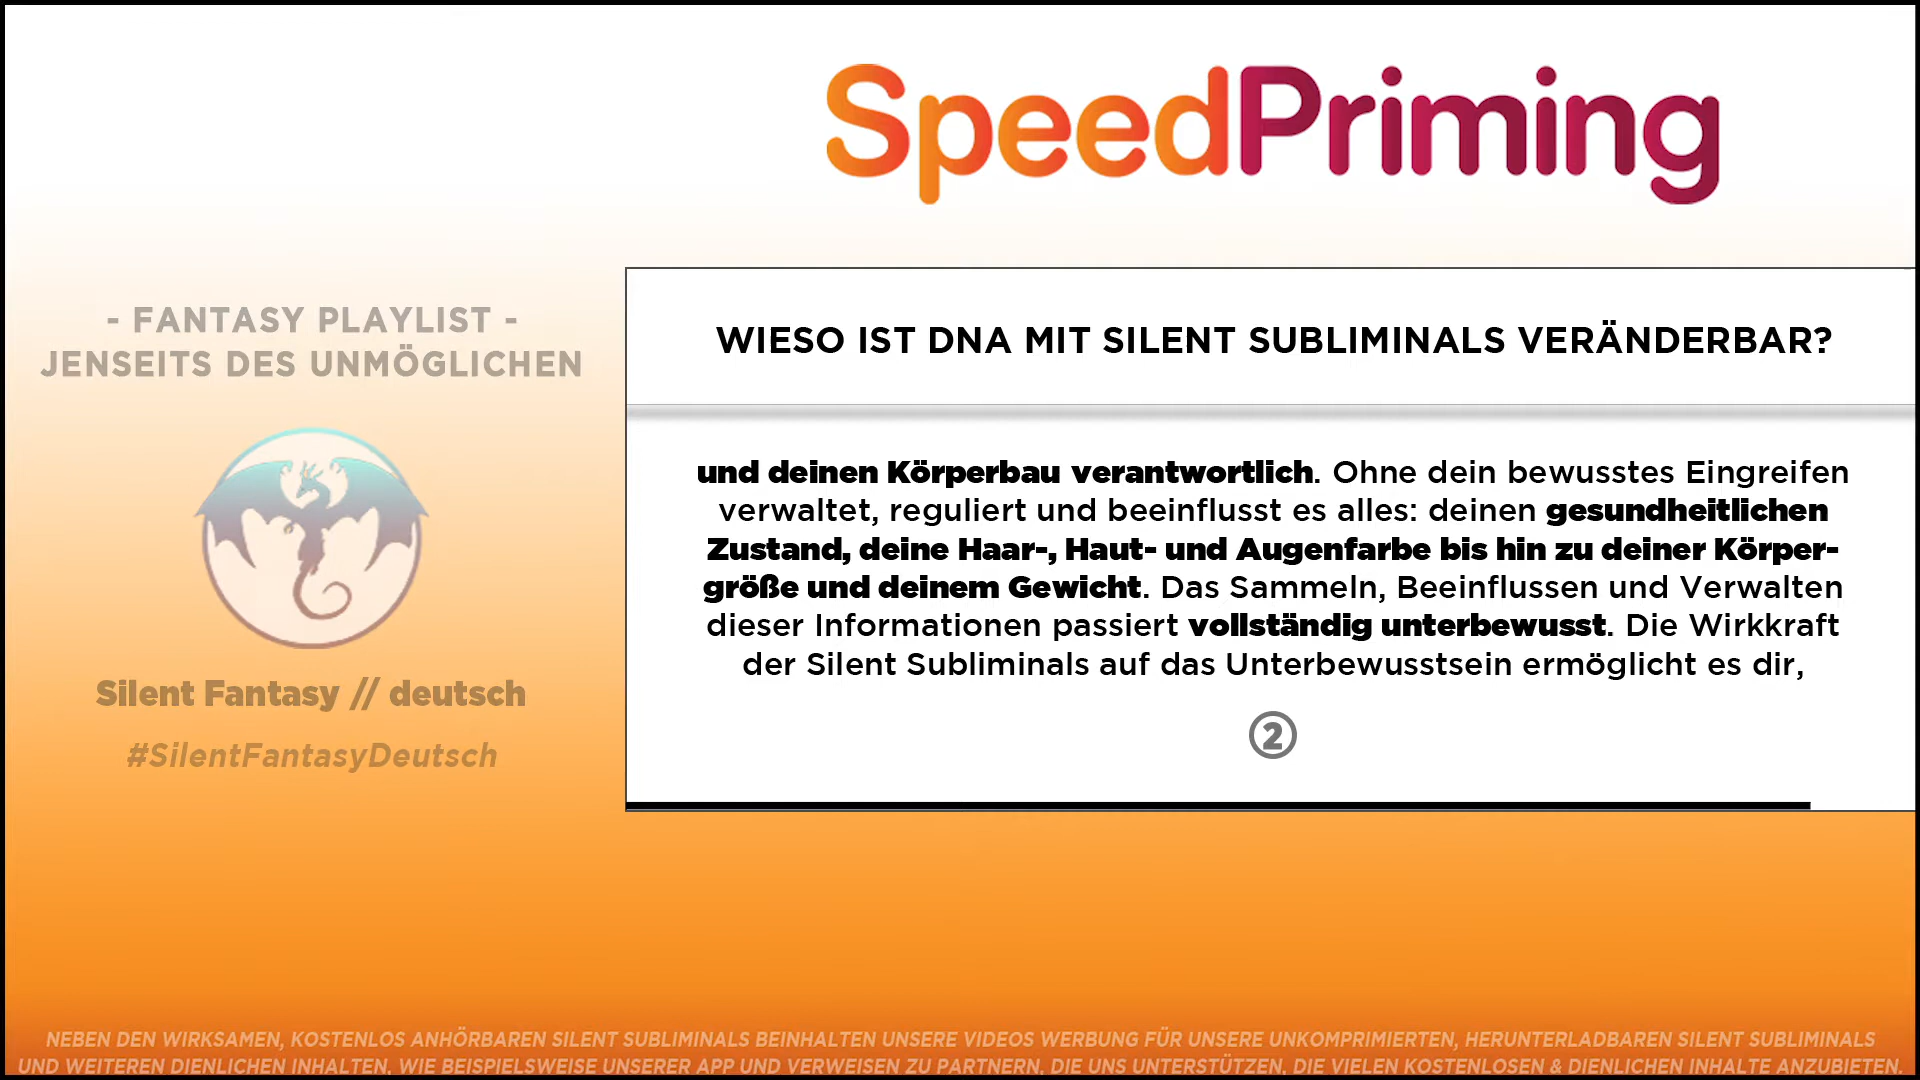 SpeedPriming
- FANTASY PLAYLIST -
JENSEITS DES UNMÖGLICHEN
Silent Fantasy // deutsch
#SilentFantasyDeutsch
WIESO IST DNA MIT SILENT SUBLIMINALS VERÄNDERBAR?
und deinen Körperbau verantwortlich. Ohne dein bewusstes Eingreifen
verwaltet, reguliert und beeinflusst es alles: deinen gesundheitlichen
Zustand, deine Haar-, Haut- und Augenfarbe bis hin zu deiner Körper-
größe und deinem Gewicht. Das Sammeln, Beeinflussen und Verwalten
dieser Informationen passiert vollständig unterbewusst. Die Wirkkraft
der Silent Subliminals auf das Unterbewusstsein ermöglicht es dir,
2
NEBEN DEN WIRKSAMEN, KOSTENLOS ANHÖRBAREN SILENT SUBLIMINALS BEINHALTEN UNSERE VIDEOS WERBUNG FÜR UNSERE UNKOMPRIMIERTEN, HERUNTERLADBAREN SILENT SUBLIMINALS
UND WEITEREN DIENLICHEN INHALTEN, WIE BEISPIELSWEISE UNSERER APP UND VERWEISEN ZU PARTNERN, DIE UNS UNTERSTÜTZEN, DIE VIELEN KOSTENLOSEN & DIENLICHEN INHALTE ANZUBIETEN.